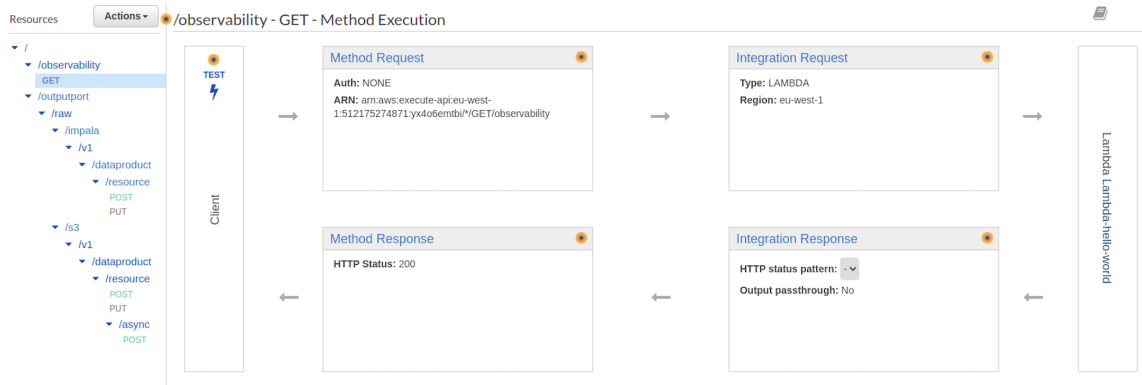 Resources
Actions
/observability - GET - Method Execution
/
/observability
GET
/outputport
/raw
/impala
/v1
/dataproduct
/resource
POST
PUT
/s3
/v1
/dataproduct
/resource
POST
PUT
/async
POST
TEST
Client
Method Request
Auth: NONE
ARN: arn:aws:execute-api:eu-west-
1:512175274871:yx4o6emtbi/*/GET/observability
Integration Request
Type: LAMBDA
Region: eu-west-1
Lambda Lambda-hello-world
Method Response
HTTP Status: 200
Integration Response
HTTP status pattern: -
Output passthrough: No